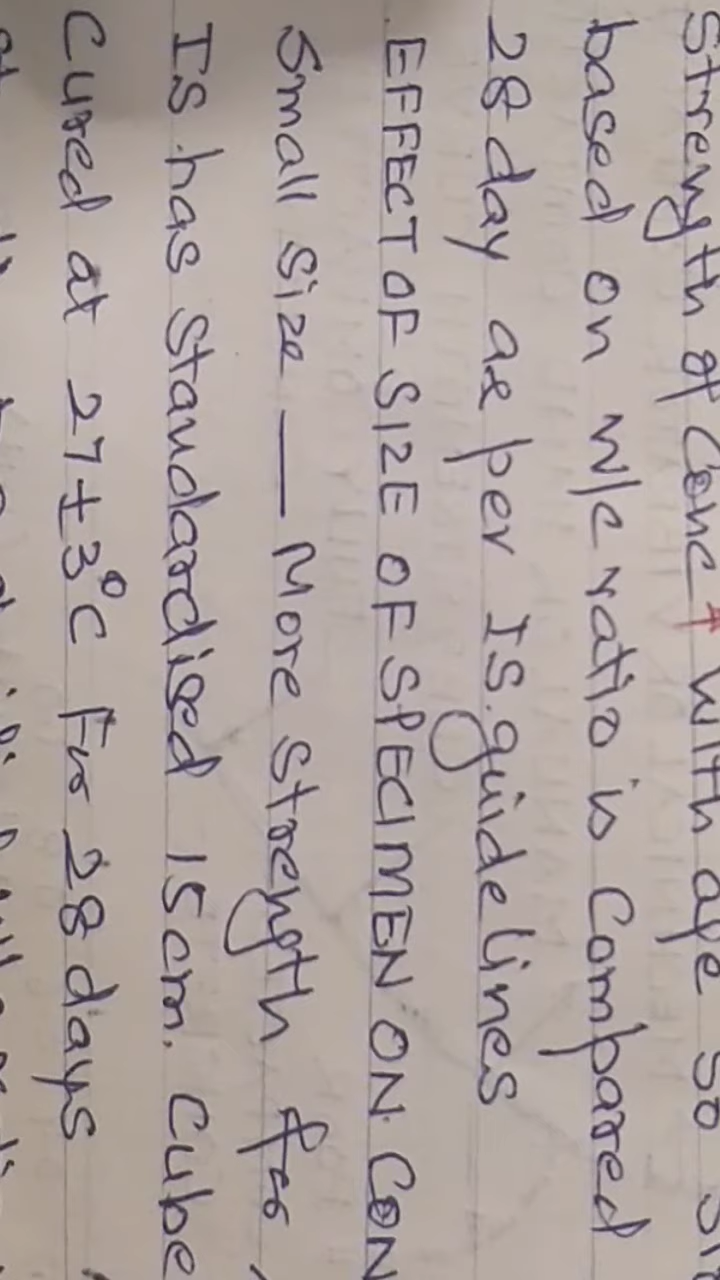 Strength of Conc + with age so
based on w/c ratio is Compared
28 day as per IS guidelines
EFFECT OF SIZE OF SPECIMEN ON CON
Small Size — More Strength for
IS has Standardised 15 cm. Cube
Cured at 27±3°C For 28 days